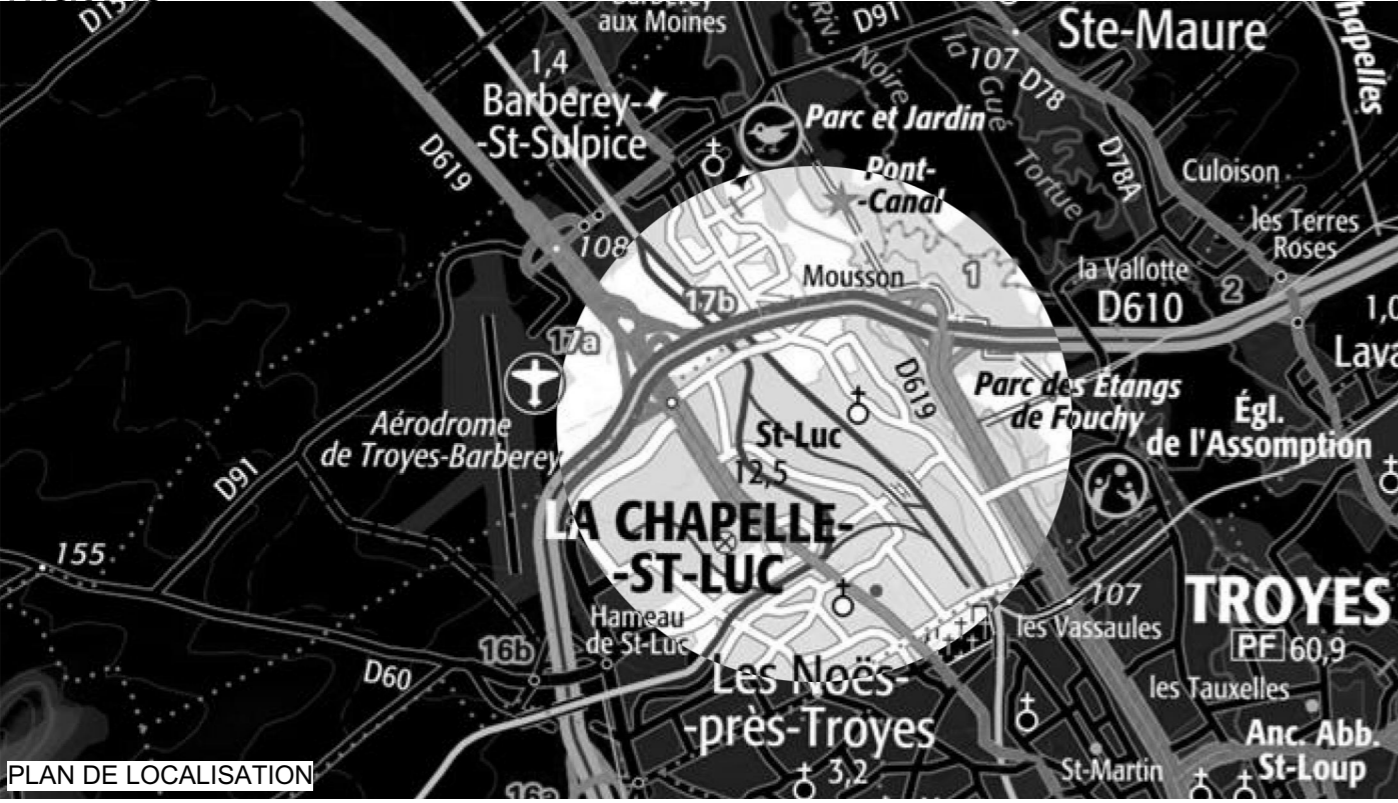 aux Moines
D91
Ste-Maure
Riv.
Noire
la
Gué
Tortue
107
D78
1,4
Barberey-
-St-Sulpice
Parc et Jardin
D619
D78A
Culoison
Pont-
-Canal
les Terres
Roses
108
Mousson
1
la Vallotte
D610
2
17b
17a
D619
Parc des Étangs
de Fouchy
Égl.
de l'Assomption
Aérodrome
de Troyes-Barberey
St-Luc
12,5
D91
LA CHAPELLE-
-ST-LUC
155
107
TROYES
PF 60,9
Hameau
de St-Luc
les Vassaules
16b
D60
Les Noës-
-près-Troyes
les Tauxelles
Anc. Abb.
St-Loup
St-Martin
3,2
PLAN DE LOCALISATION